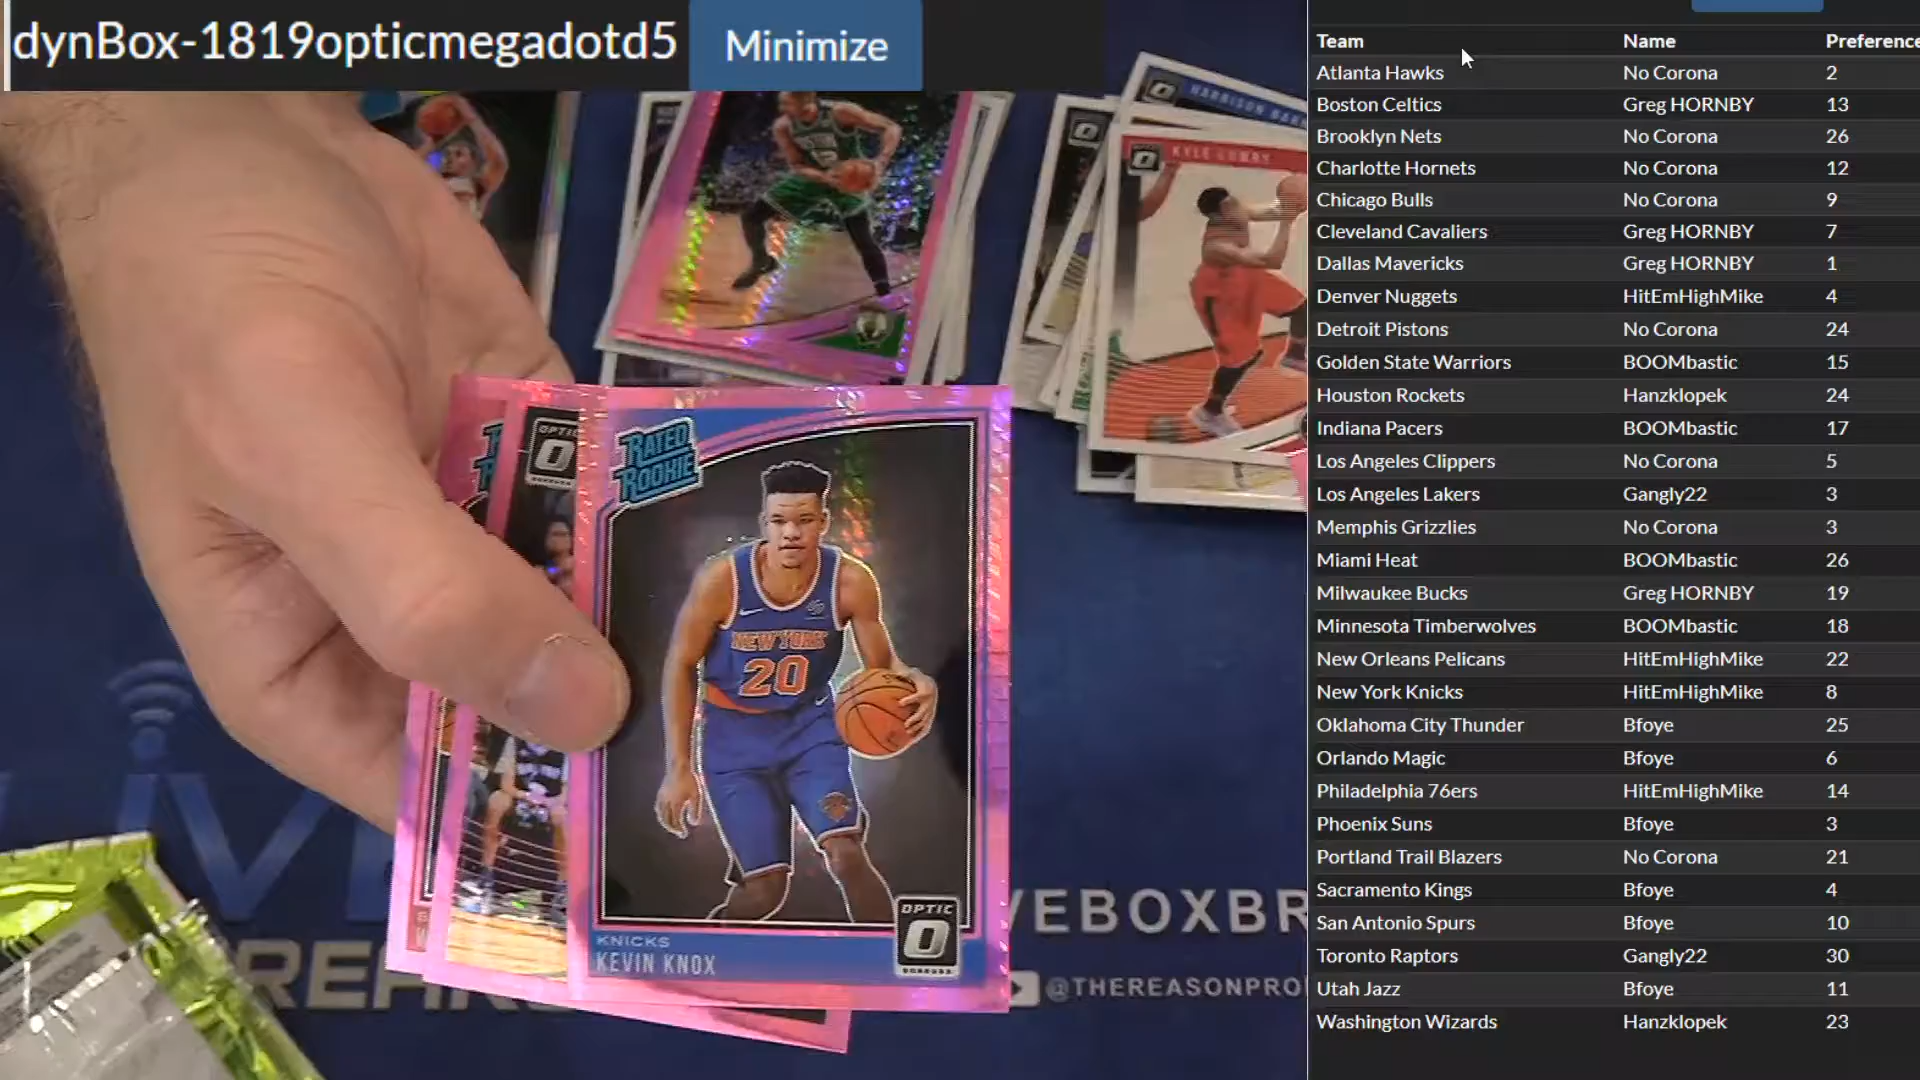 dynBox-1819opticmegadotd5 Minimize
Team Name Preference
Atlanta Hawks No Corona 2
Boston Celtics Greg HORNBY 13
Brooklyn Nets No Corona 26
Charlotte Hornets No Corona 12
Chicago Bulls No Corona 9
Cleveland Cavaliers Greg HORNBY 7
Dallas Mavericks Greg HORNBY 1
Denver Nuggets HitEmHighMike 4
Detroit Pistons No Corona 24
Golden State Warriors BOOMbastic 15
Houston Rockets Hanzklopek 24
Indiana Pacers BOOMbastic 17
Los Angeles Clippers No Corona 5
Los Angeles Lakers Gangly22 3
Memphis Grizzlies No Corona 3
Miami Heat BOOMbastic 26
Milwaukee Bucks Greg HORNBY 19
Minnesota Timberwolves BOOMbastic 18
New Orleans Pelicans HitEmHighMike 22
New York Knicks HitEmHighMike 8
Oklahoma City Thunder Bfoye 25
Orlando Magic Bfoye 6
Philadelphia 76ers HitEmHighMike 14
Phoenix Suns Bfoye 3
Portland Trail Blazers No Corona 21
Sacramento Kings Bfoye 4
San Antonio Spurs Bfoye 10
Toronto Raptors Gangly22 30
Utah Jazz Bfoye 11
Washington Wizards Hanzklopek 23
HARRISON BAR
KYLE LOWRY
RATED
ROOKIE
OPTIC
NEW YORK
20
OPTIC
DONRUSS
KNICKS
KEVIN KNOX
VEBOXBR
@THEREASONPRO